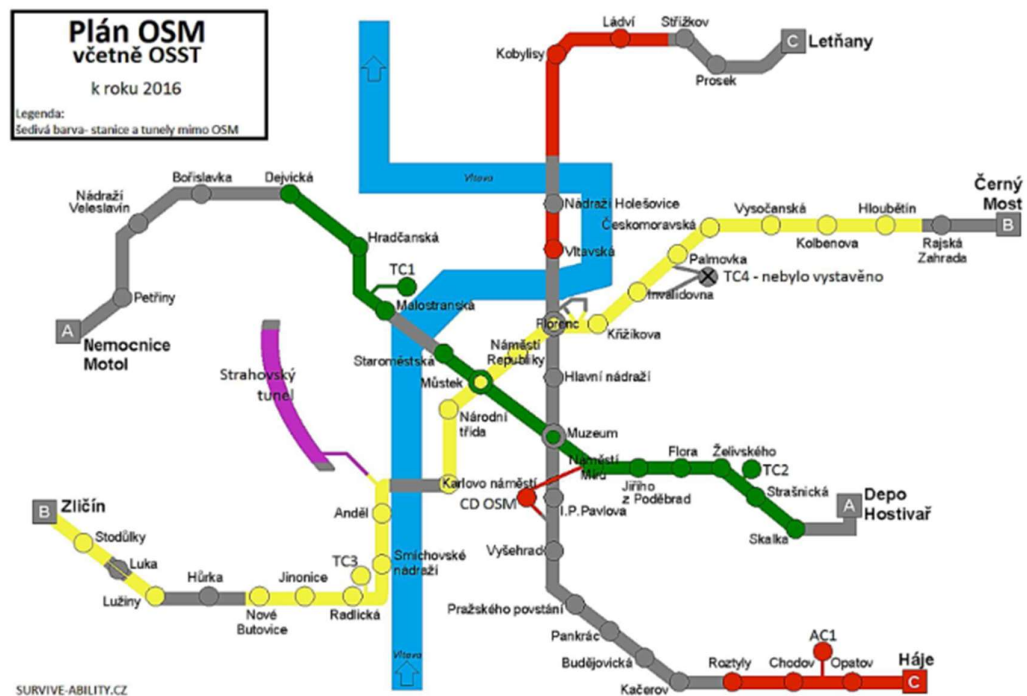 Plán OSM
včetně OSST
k roku 2016
Legenda:
šedivá barva- stanice a tunely mimo OSM
Kobylisy
Ládví
Střížkov
Prosek
C
Letňany
Vltava
Nádraží Holešovice
Vltavská
Českomoravská
Vysočanská
Kolbenova
Hloubětín
Rajská
Zahrada
Černý
Most
B
Palmovka
TC4 - nebylo vystavěno
Invalidovna
Křižíkova
Florenc
Bořislavka
Dejvická
Nádraží
Veleslavín
Hradčanská
TC1
Malostranská
Petřiny
A
Nemocnice
Motol
Strahovský
tunel
Staroměstská
Náměstí
Republiky
Můstek
Hlavní nádraží
Národní
třída
Muzeum
Náměstí
Míru
Jiřího
z Poděbrad
Flora
Želivského
TC2
Strašnická
Skalka
A
Depo
Hostivař
Karlovo náměstí
CD OSM
I.P.Pavlova
Vyšehrad
B
Zličín
Stodůlky
Luka
Lužiny
Hůrka
Nové
Butovice
Jinonice
TC3
Radlická
Anděl
Smíchovské
nádraží
Pražského povstání
Pankrác
Budějovická
Kačerov
Roztyly
Chodov
AC1
Opatov
Háje
C
Vltava
SURVIVE-ABILITY.CZ